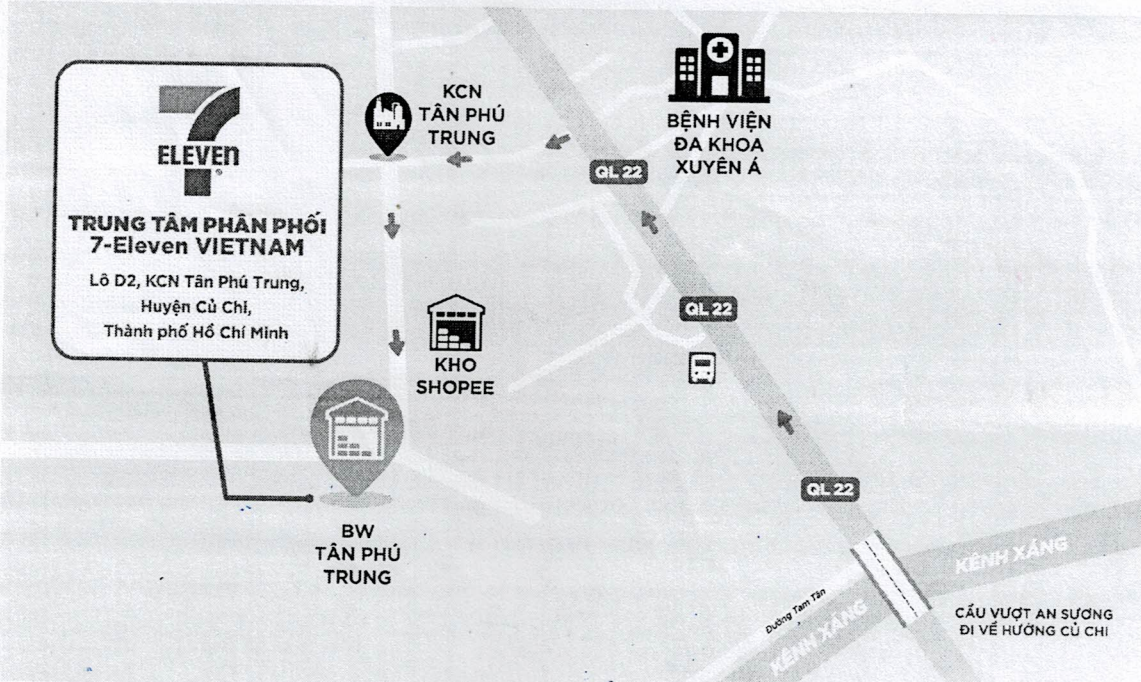 7
ELEVEN
TRUNG TÂM PHÂN PHỐI
7-Eleven VIETNAM
Lô D2, KCN Tân Phú Trung,
Huyện Củ Chi,
Thành phố Hồ Chí Minh
KCN
TÂN PHÚ
TRUNG
BỆNH VIỆN
ĐA KHOA
XUYÊN Á
QL 22
QL 22
KHO
SHOPEE
QL 22
BW
TÂN PHÚ
TRUNG
KÊNH XÁNG
Đường Tam Tân
KÊNH XÁNG
CẦU VƯỢT AN SƯƠNG
ĐI VỀ HƯỚNG CỦ CHI